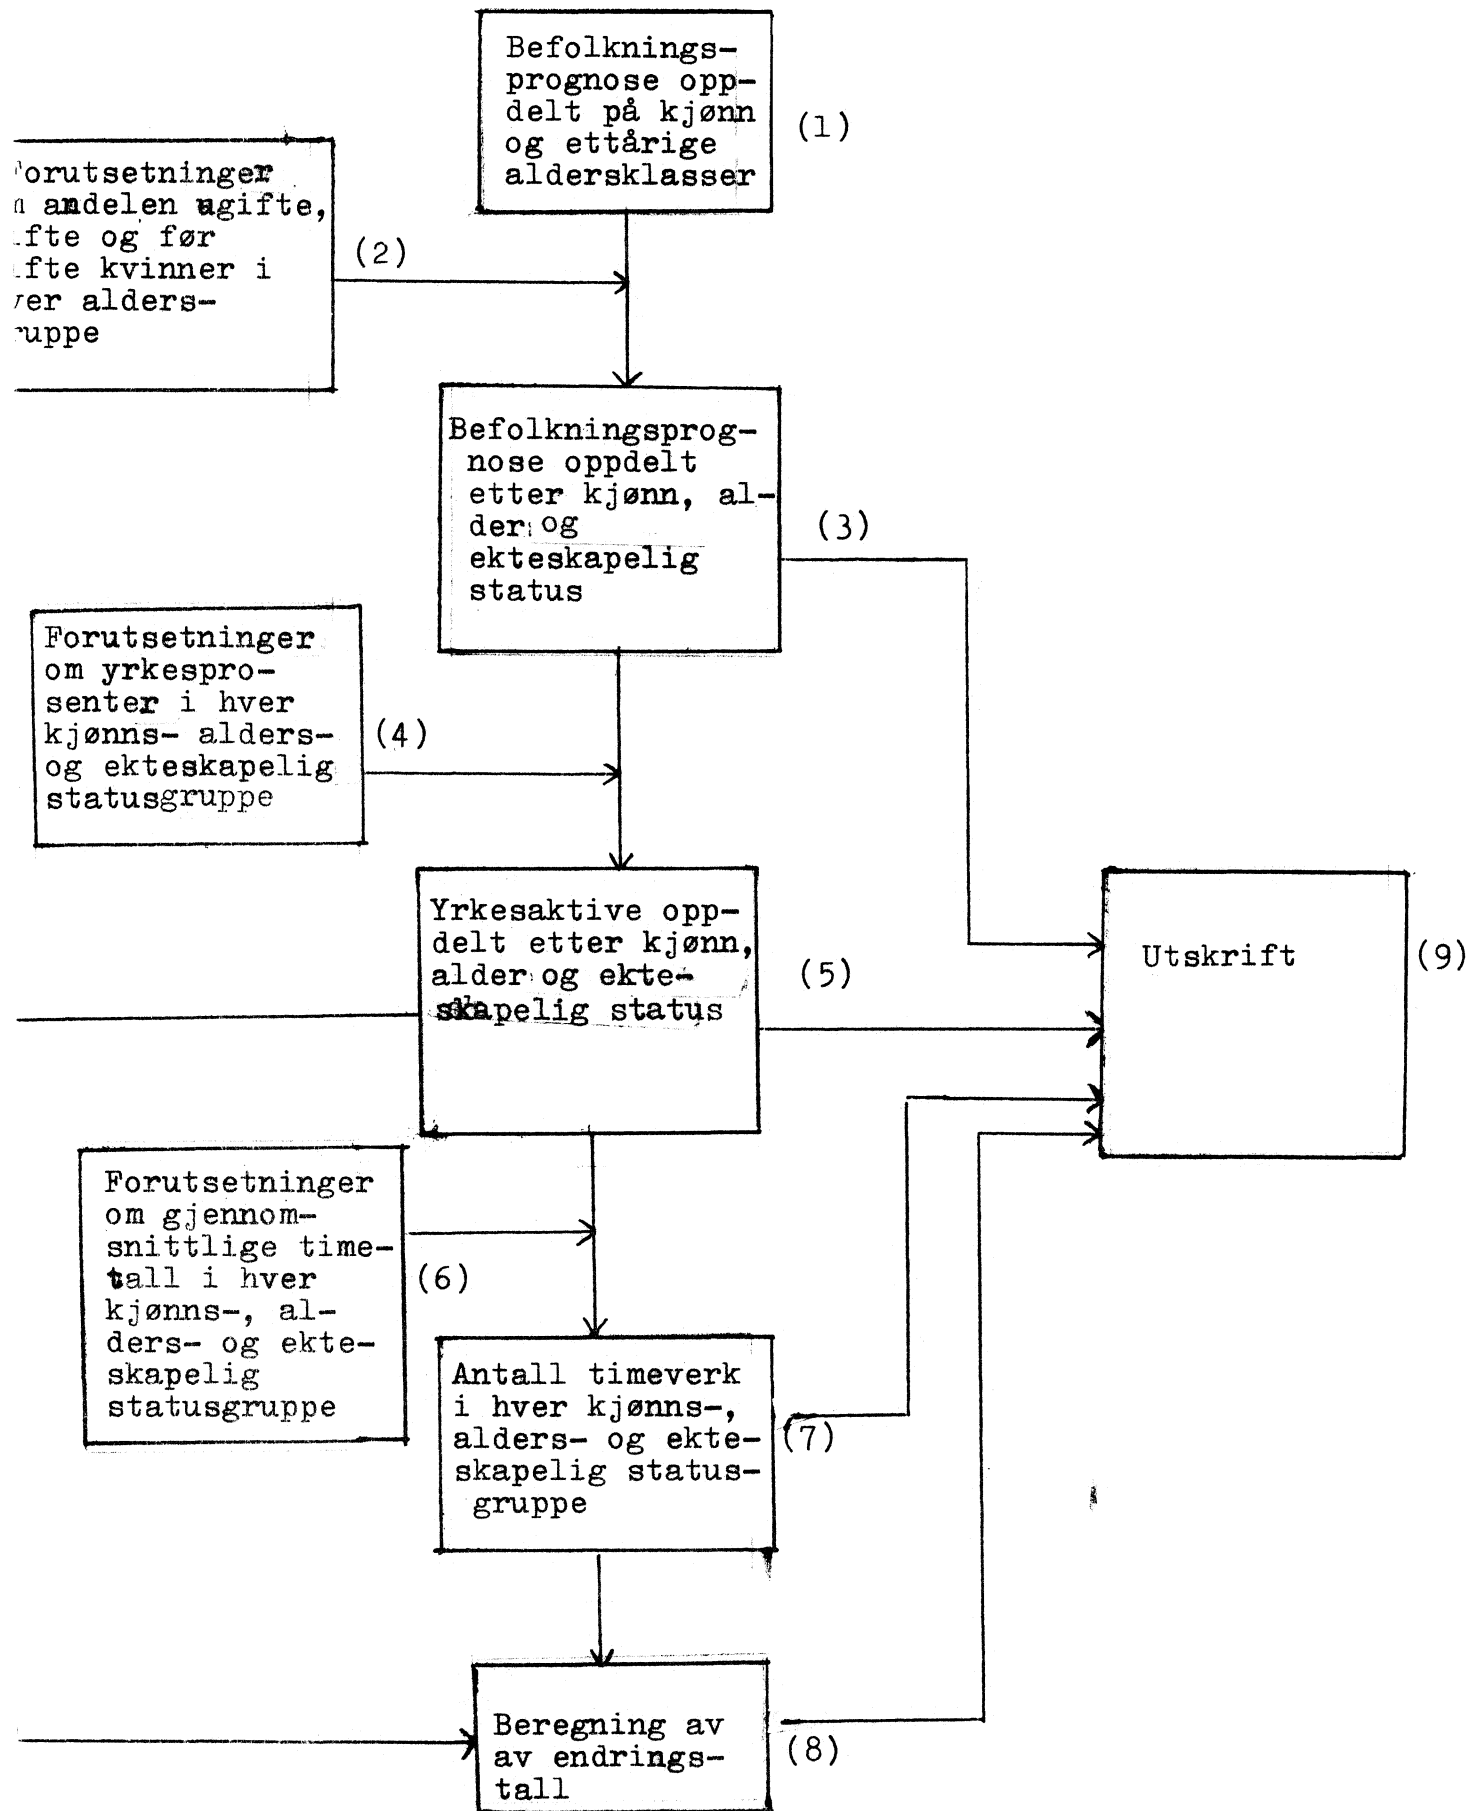 Befolknings-
prognose opp-
delt på kjønn
og ettårige
aldersklasser
(1)
orutsetninger
andelen ugifte,
fte og før
fte kvinner i
ver alders-
ruppe
(2)
Befolkningsprog-
nose oppdelt
etter kjønn, al-
der og
ekteskapelig
status
(3)
Forutsetninger
om yrkespro-
senter i hver
kjønns- alders-
og ekteskapelig
statusgruppe
(4)
Yrkesaktive opp-
delt etter kjønn,
alder og ekte-
skapelig status
(5)
Utskrift
(9)
Forutsetninger
om gjennom-
snittlige time-
tall i hver
kjønns-, al-
ders- og ekte-
skapelig
statusgruppe
(6)
Antall timeverk
i hver kjønns-,
alders- og ekte-
skapelig status-
gruppe
(7)
Beregning av
av endrings-
tall
(8)